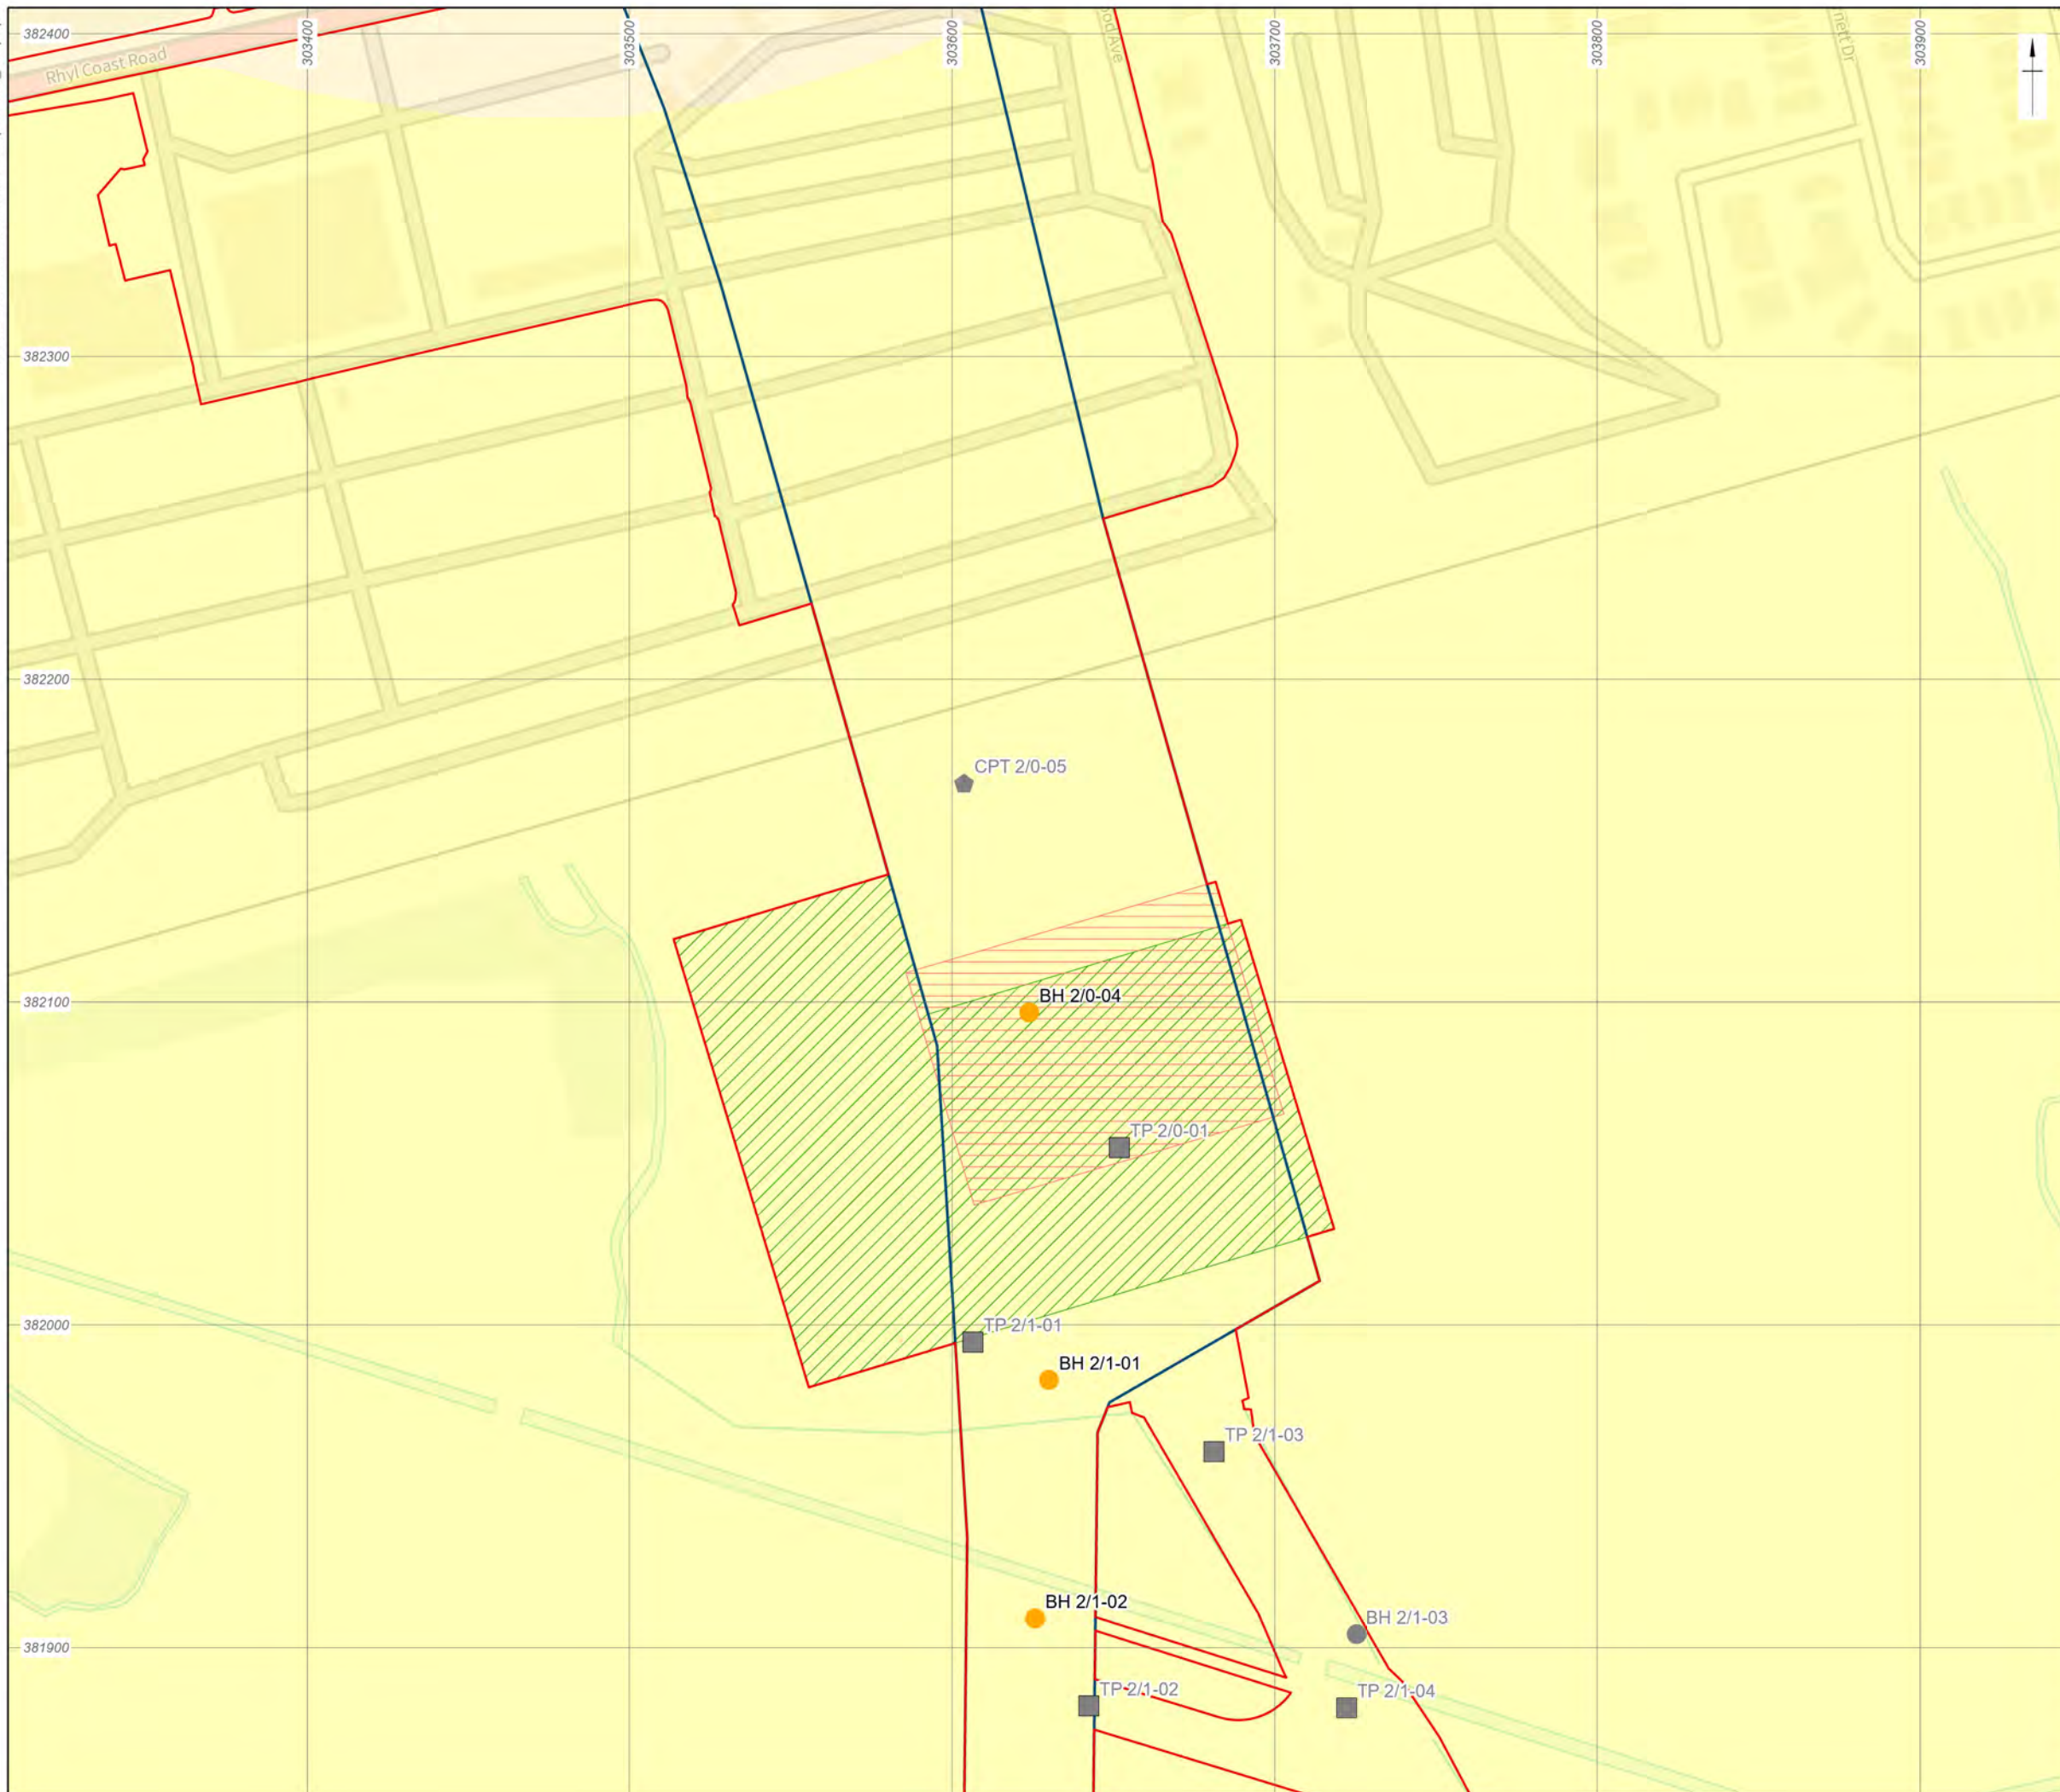 303400
303500
303600
303700
303800
303900
382400
Rhyl Coast Road
382300
382200
CPT 2/0-05
382100
BH 2/0-04
TP 2/0-01
382000
TP 2/1-01
BH 2/1-01
TP 2/1-03
BH 2/1-02
BH 2/1-03
381900
TP 2/1-02
TP 2/1-04